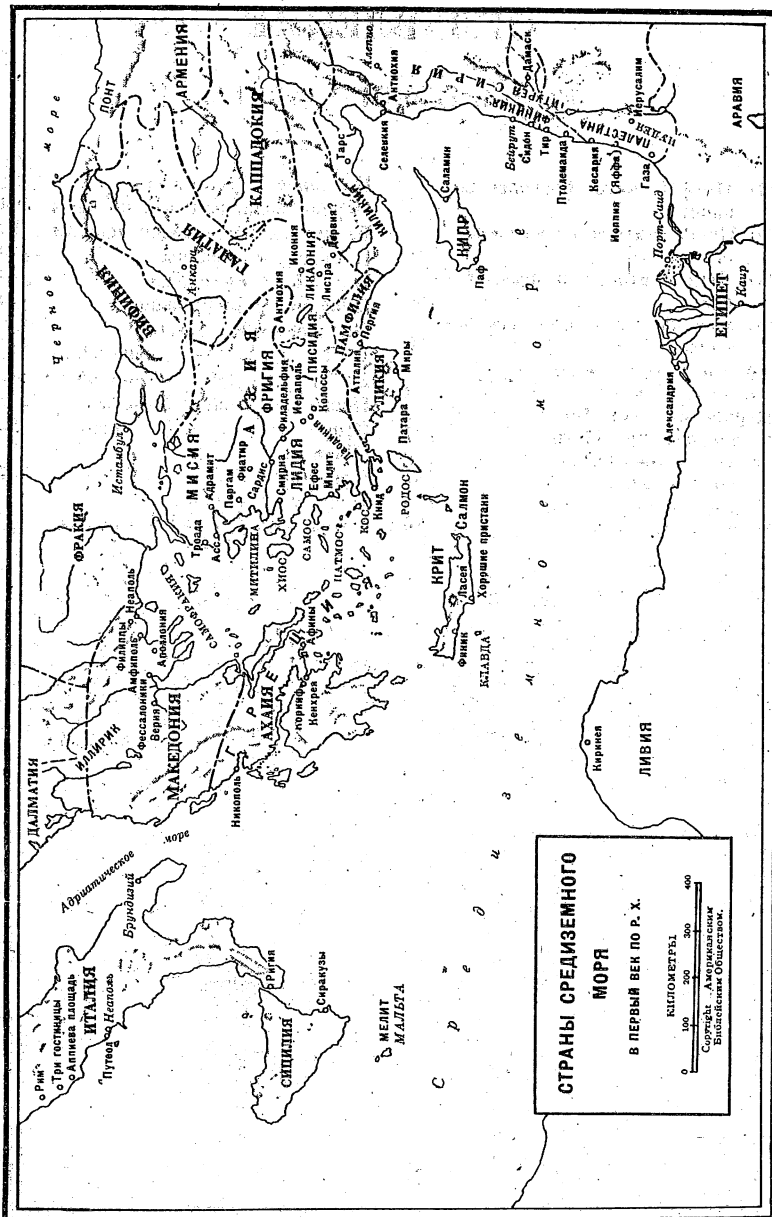 СТРАНЫ СРЕДИЗЕМНОГО
МОРЯ
В ПЕРВЫЙ ВЕК ПО Р. Х.
КИЛОМЕТРЫ
0 100 200 300 400
Copyright Американским
Библейским Обществом.
Рим
Три гостиницы
Аппиева площадь
ИТАЛИЯ
Путеол
Неаполь
Адриатическое
море
Брундизий
Ригия
СИЦИЛИЯ
Сиракузы
МЕЛИТ
МАЛЬТА
ДАЛМАТИЯ
ИЛЛИРИК
МАКЕДОНИЯ
Фессалоники
Верия
Филиппы
Амфиполь
Аполлония
Неаполь
ФРАКИЯ
САМОФРАКИЯ
Никополь
ГРЕЦИЯ
АХАИЯ
Коринф
Кенхрея
Афины
Черное море
Истамбул
ВИФИНИЯ
ПОНТ
АРМЕНИЯ
ГАЛАТИЯ
Анкара
КАППАДОКИЯ
МИСИЯ
Троада
Асс
Адрамит
Пергам
Фиатир
Сардис
Смирна
Филадельфия
АЗИЯ
ФРИГИЯ
ЛИДИЯ
Ефес
Милит
Иераполь
Колоссы
Лаодикия
Антиохия
ПИСИДИЯ
ЛИКАОНИЯ
Икония
Листра
Дервия?
ПАМФИЛИЯ
Пергия
Атталия
ЛИКИЯ
Патара
Миры
Книд
МИТИЛИНА
ХИОС
САМОС
ПАТМОС
КОС
РОДОС
КИЛИКИЯ
Тарс
Селевкия
Антиохия
Алеппо
СИРИЯ
КИПР
Саламин
Паф
КРИТ
Салмон
Ласея
Хорошие пристани
Финик
КЛАВДА
Средиземное море
Бейрут
Сидон
Тир
Птолемаида
Кесария
Иоппия (Яффа)
Газа
ФИНИКИЯ
ИТУРЕЯ
Дамаск
ПАЛЕСТИНА
ИУДЕЯ
Иерусалим
АРАВИЯ
Порт-Саид
ЕГИПЕТ
Каир
Александрия
Киринея
ЛИВИЯ